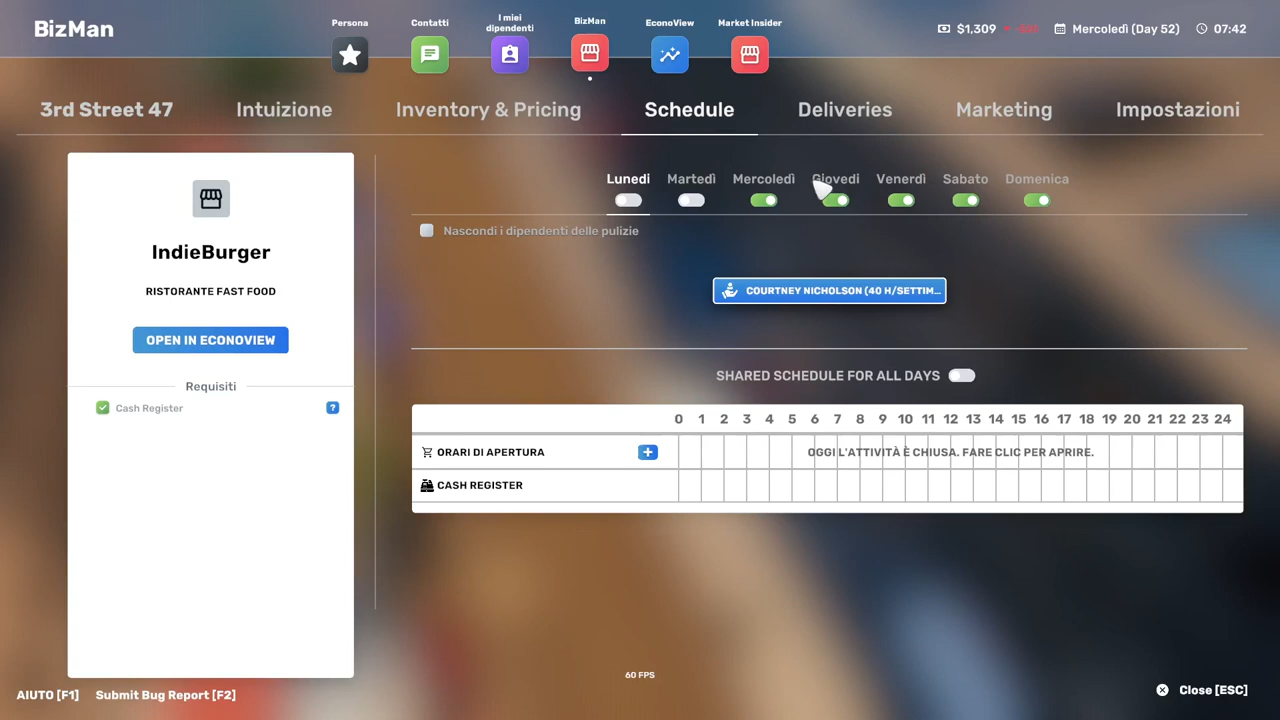 BizMan
Persona
Contatti
I miei dipendenti
BizMan
EconoView
Market Insider
$1,309
Mercoledì (Day 52)
07:42
3rd Street 47
Intuizione
Inventory & Pricing
Schedule
Deliveries
Marketing
Impostazioni
IndieBurger
RISTORANTE FAST FOOD
OPEN IN ECONOVIEW
Requisiti
Cash Register
?
Lunedì
Martedì
Mercoledì
Giovedì
Venerdì
Sabato
Domenica
Nascondi i dipendenti delle pulizie
COURTNEY NICHOLSON (40 H/SETTIM...
SHARED SCHEDULE FOR ALL DAYS
0 1 2 3 4 5 6 7 8 9 10 11 12 13 14 15 16 17 18 19 20 21 22 23 24
ORARI DI APERTURA
OGGI L'ATTIVITÀ È CHIUSA. FARE CLIC PER APRIRE.
CASH REGISTER
60 FPS
AIUTO [F1]
Submit Bug Report [F2]
Close [ESC]